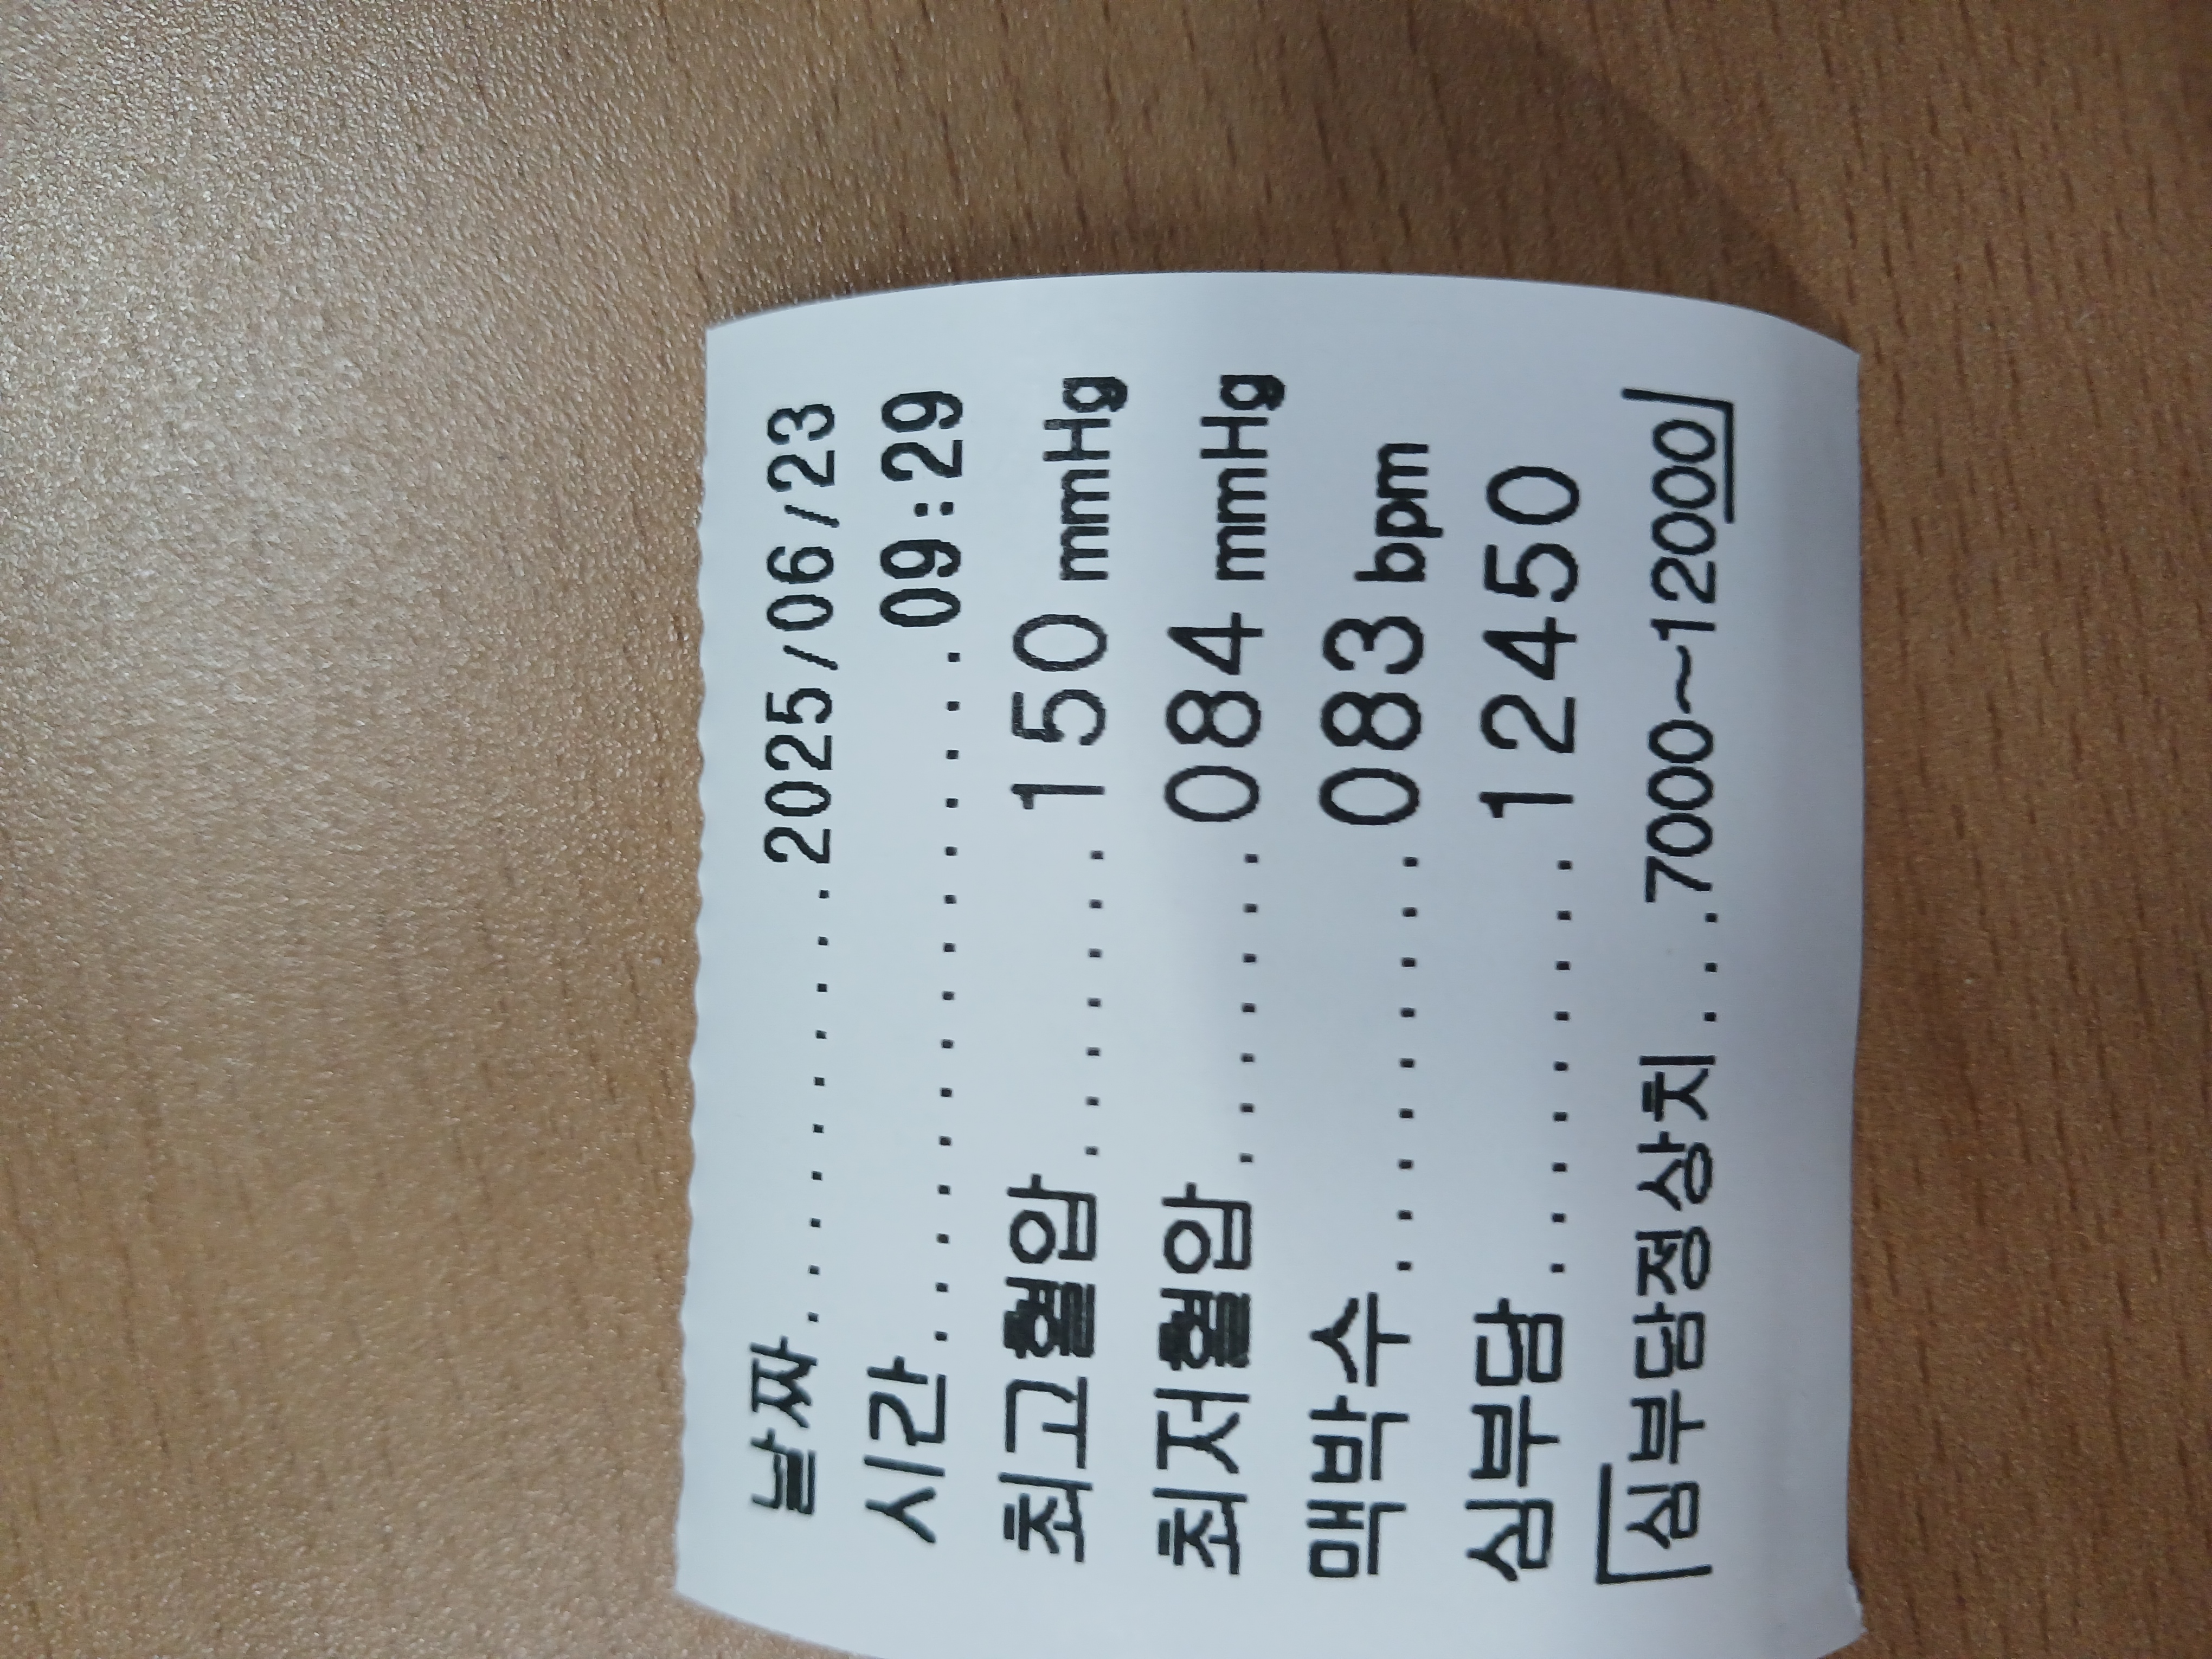 날짜..........2025/06/23
시간..............09:29
최고혈압.......150 mmHg
최저혈압.......084 mmHg
맥박수.........083 bpm
심부담.........12450
「심부담정상치...7000~12000」